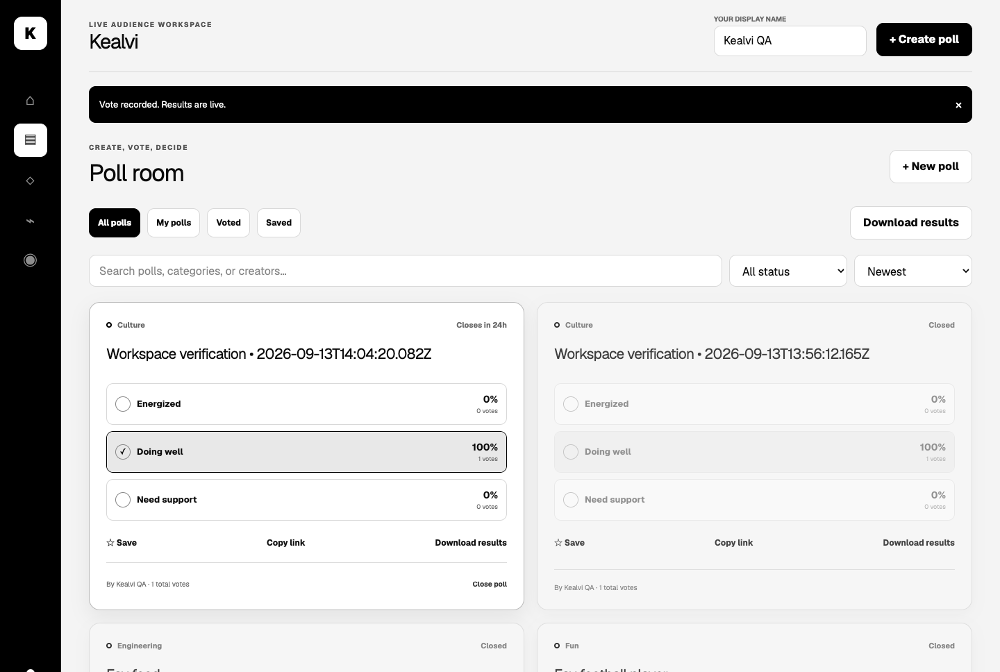 K
LIVE AUDIENCE WORKSPACE
Kealvi
YOUR DISPLAY NAME
Kealvi QA
+ Create poll
Vote recorded. Results are live.
×
CREATE, VOTE, DECIDE
Poll room
+ New poll
All polls
My polls
Voted
Saved
Download results
Search polls, categories, or creators...
All status
Newest
Culture
Closes in 24h
Workspace verification • 2026-09-13T14:04:20.082Z
Energized
0%
0 votes
✓ Doing well
100%
1 votes
Need support
0%
0 votes
☆ Save
Copy link
Download results
By Kealvi QA · 1 total votes
Close poll
Culture
Closed
Workspace verification • 2026-09-13T13:56:12.165Z
Energized
0%
0 votes
Doing well
100%
1 votes
Need support
0%
0 votes
☆ Save
Copy link
Download results
By Kealvi QA · 1 total votes
Engineering
Closed
Fun
Closed